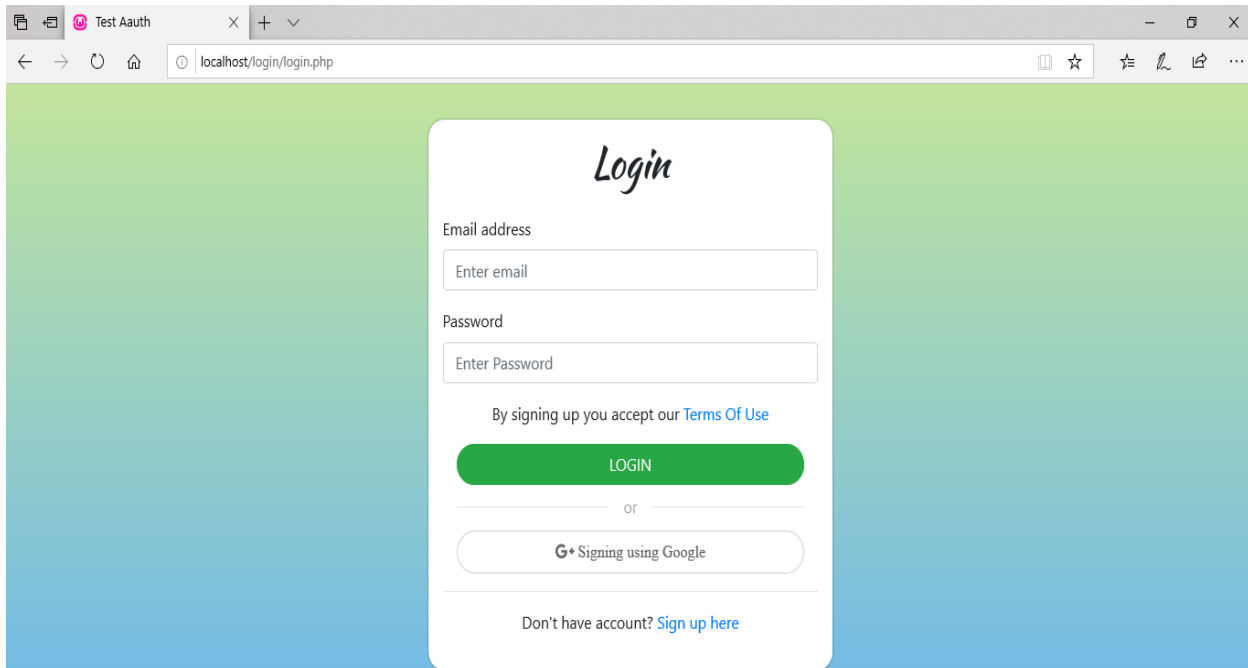 Test Aauth
localhost/login/login.php
Login
Email address
Enter email
Password
Enter Password
By signing up you accept our Terms Of Use
LOGIN
or
G+ Signing using Google
Don't have account? Sign up here